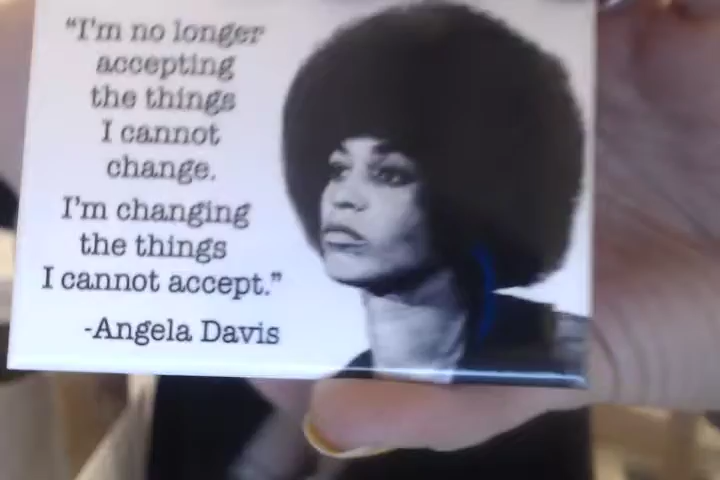 “I'm no longer
accepting
the things
I cannot
change.
I'm changing
the things
I cannot accept.”
-Angela Davis